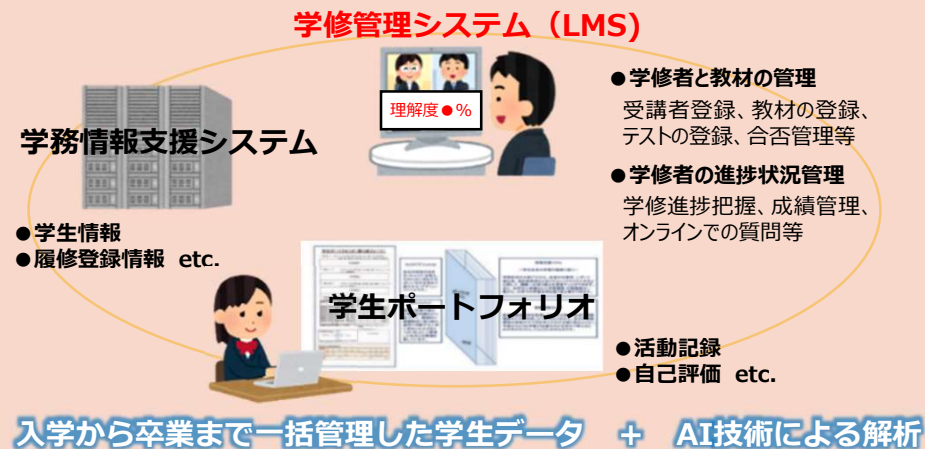 学修管理システム（LMS)
理解度●%
●学修者と教材の管理
受講者登録、教材の登録、
テストの登録、合否管理等
学務情報支援システム
●学修者の進捗状況管理
学修進捗把握、成績管理、
オンラインでの質問等
●学生情報
●履修登録情報 etc.
学生ポートフォリオ
●活動記録
●自己評価 etc.
入学から卒業まで一括管理した学生データ ＋ AI技術による解析